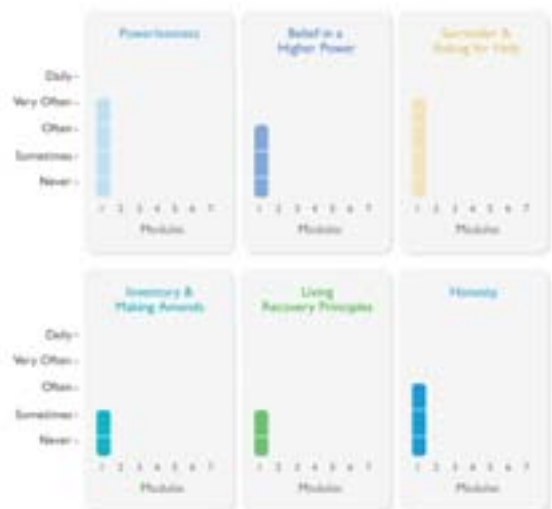 Powerlessness
Belief in a
Higher Power
Surrender &
Asking for Help
Daily
Very Often
Often
Sometimes
Never
1 2 3 4 5 6 7
1 2 3 4 5 6 7
1 2 3 4 5 6 7
Modules
Modules
Modules
Inventory &
Making Amends
Living
Recovery Principles
Honesty
Daily
Very Often
Often
Sometimes
Never
1 2 3 4 5 6 7
1 2 3 4 5 6 7
1 2 3 4 5 6 7
Modules
Modules
Modules